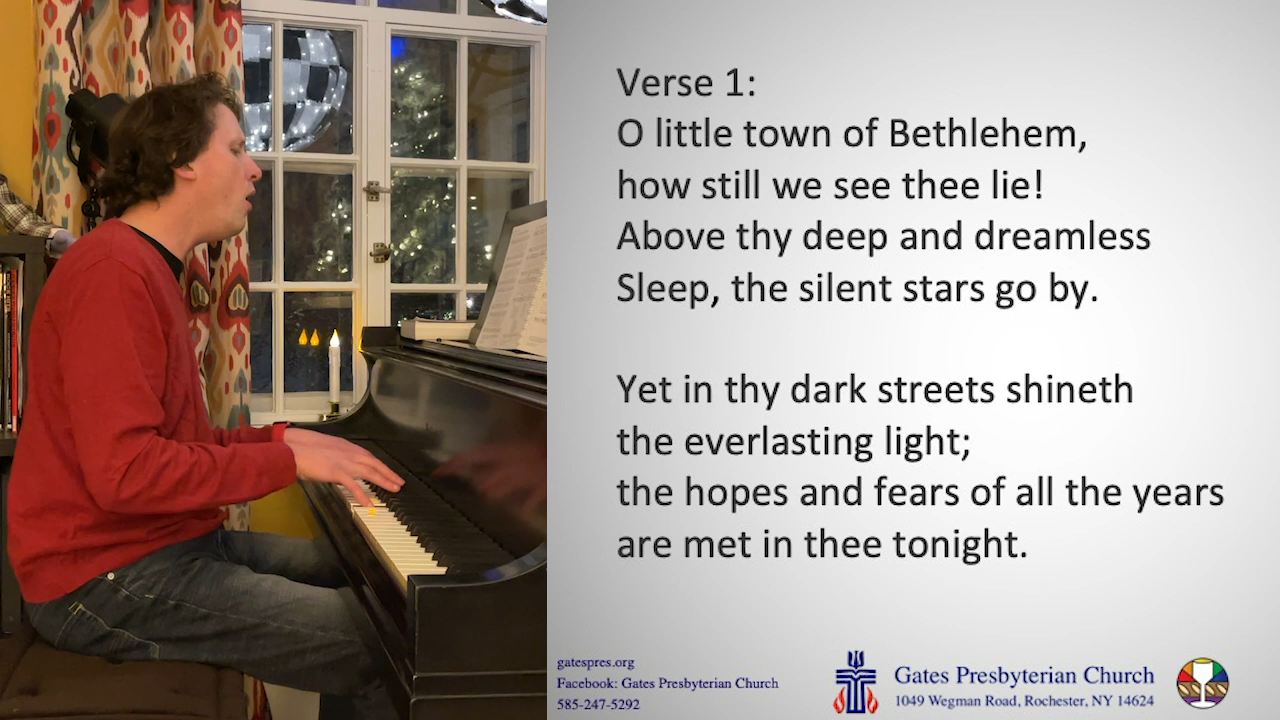 Verse 1:
O little town of Bethlehem,
how still we see thee lie!
Above thy deep and dreamless
Sleep, the silent stars go by.
Yet in thy dark streets shineth
the everlasting light;
the hopes and fears of all the years
are met in thee tonight.
gatespres.org
Facebook: Gates Presbyterian Church
585-247-5292
Gates Presbyterian Church
1049 Wegman Road, Rochester, NY 14624